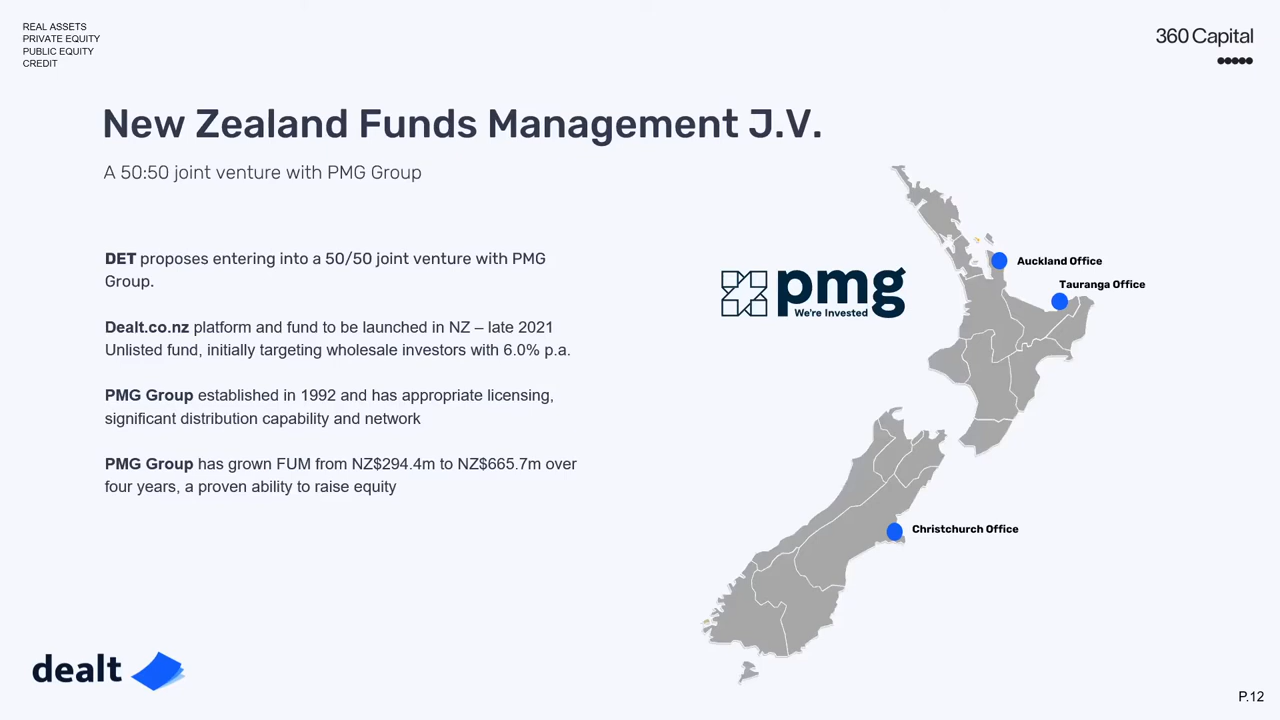 REAL ASSETS
PRIVATE EQUITY
PUBLIC EQUITY
CREDIT
360 Capital
New Zealand Funds Management J.V.
A 50:50 joint venture with PMG Group
DET proposes entering into a 50/50 joint venture with PMG
Group.
Dealt.co.nz platform and fund to be launched in NZ – late 2021
Unlisted fund, initially targeting wholesale investors with 6.0% p.a.
PMG Group established in 1992 and has appropriate licensing,
significant distribution capability and network
PMG Group has grown FUM from NZ$294.4m to NZ$665.7m over
four years, a proven ability to raise equity
pmg
We're Invested
Auckland Office
Tauranga Office
Christchurch Office
dealt
P.12